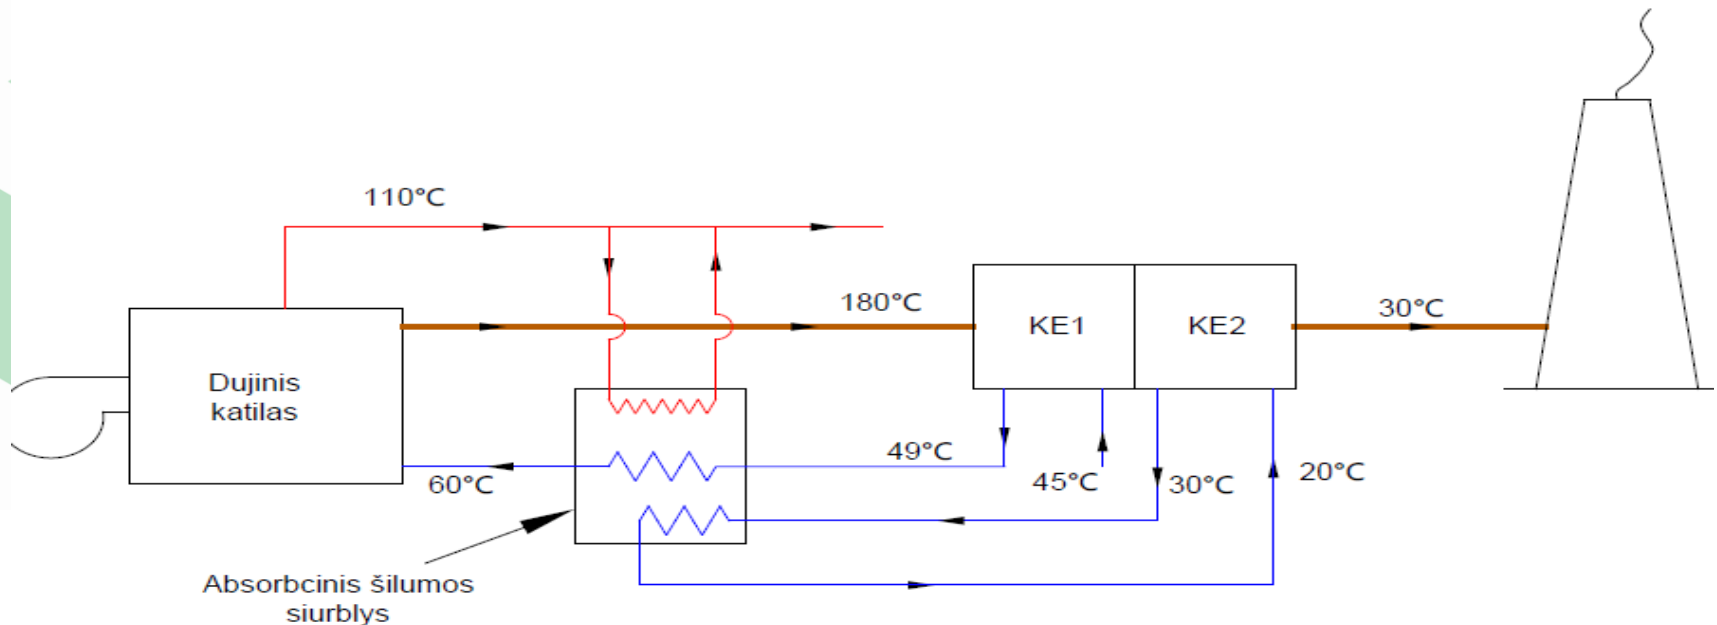 110°C
180°C
KE1
KE2
30°C
Dujinis
katilas
49°C
60°C
45°C
30°C
20°C
Absorbcinis šilumos
siurblys